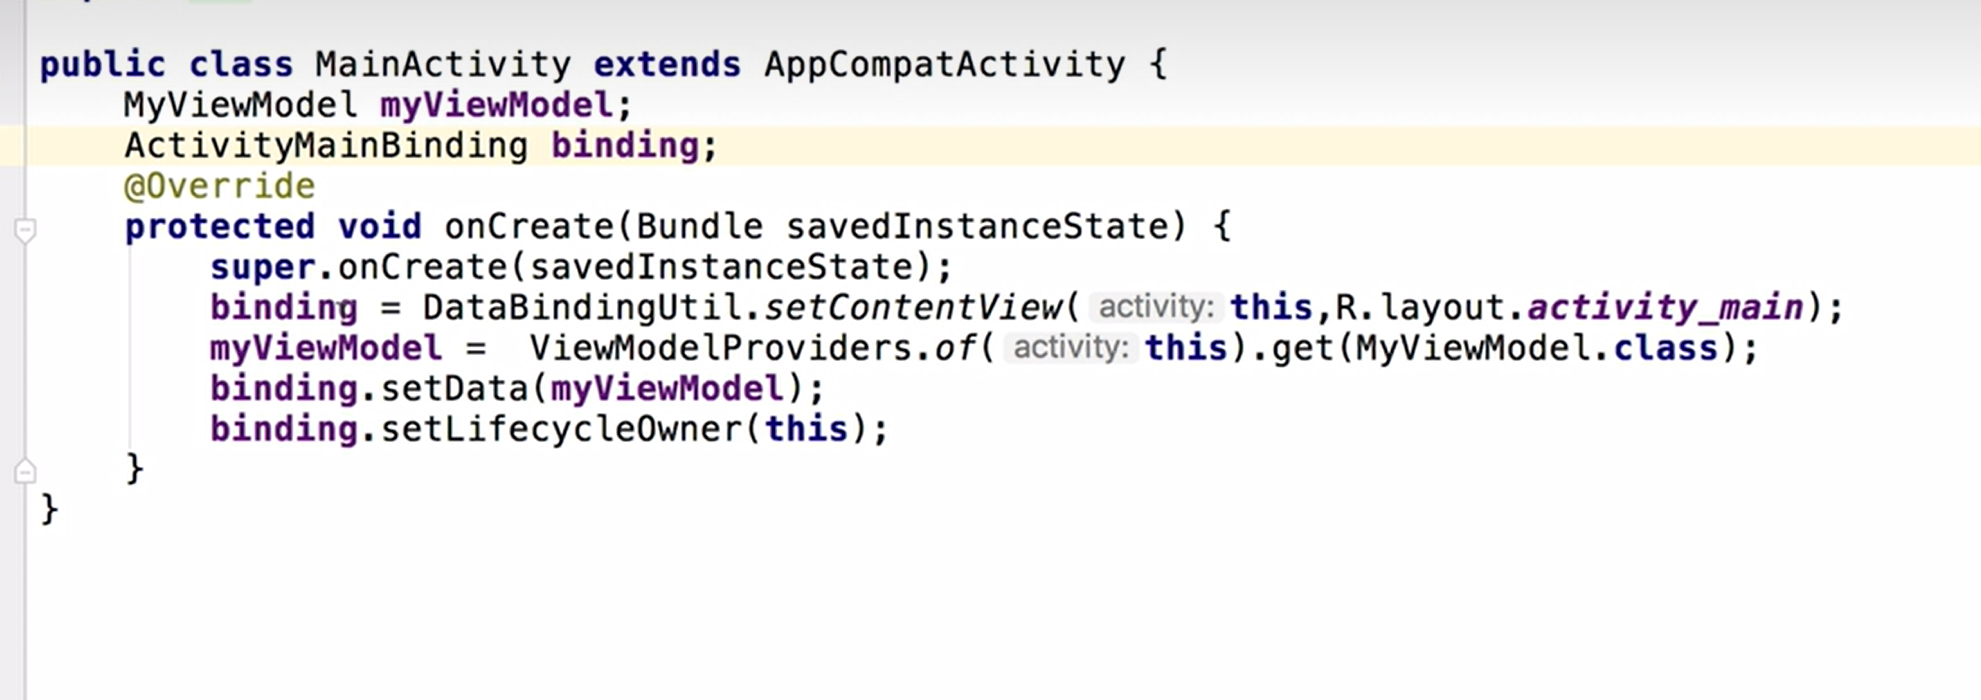 public class MainActivity extends AppCompatActivity {
    MyViewModel myViewModel;
    ActivityMainBinding binding;
    @Override
    protected void onCreate(Bundle savedInstanceState) {
        super.onCreate(savedInstanceState);
        binding = DataBindingUtil.setContentView( activity: this,R.layout.activity_main);
        myViewModel =  ViewModelProviders.of( activity: this).get(MyViewModel.class);
        binding.setData(myViewModel);
        binding.setLifecycleOwner(this);
    }
}